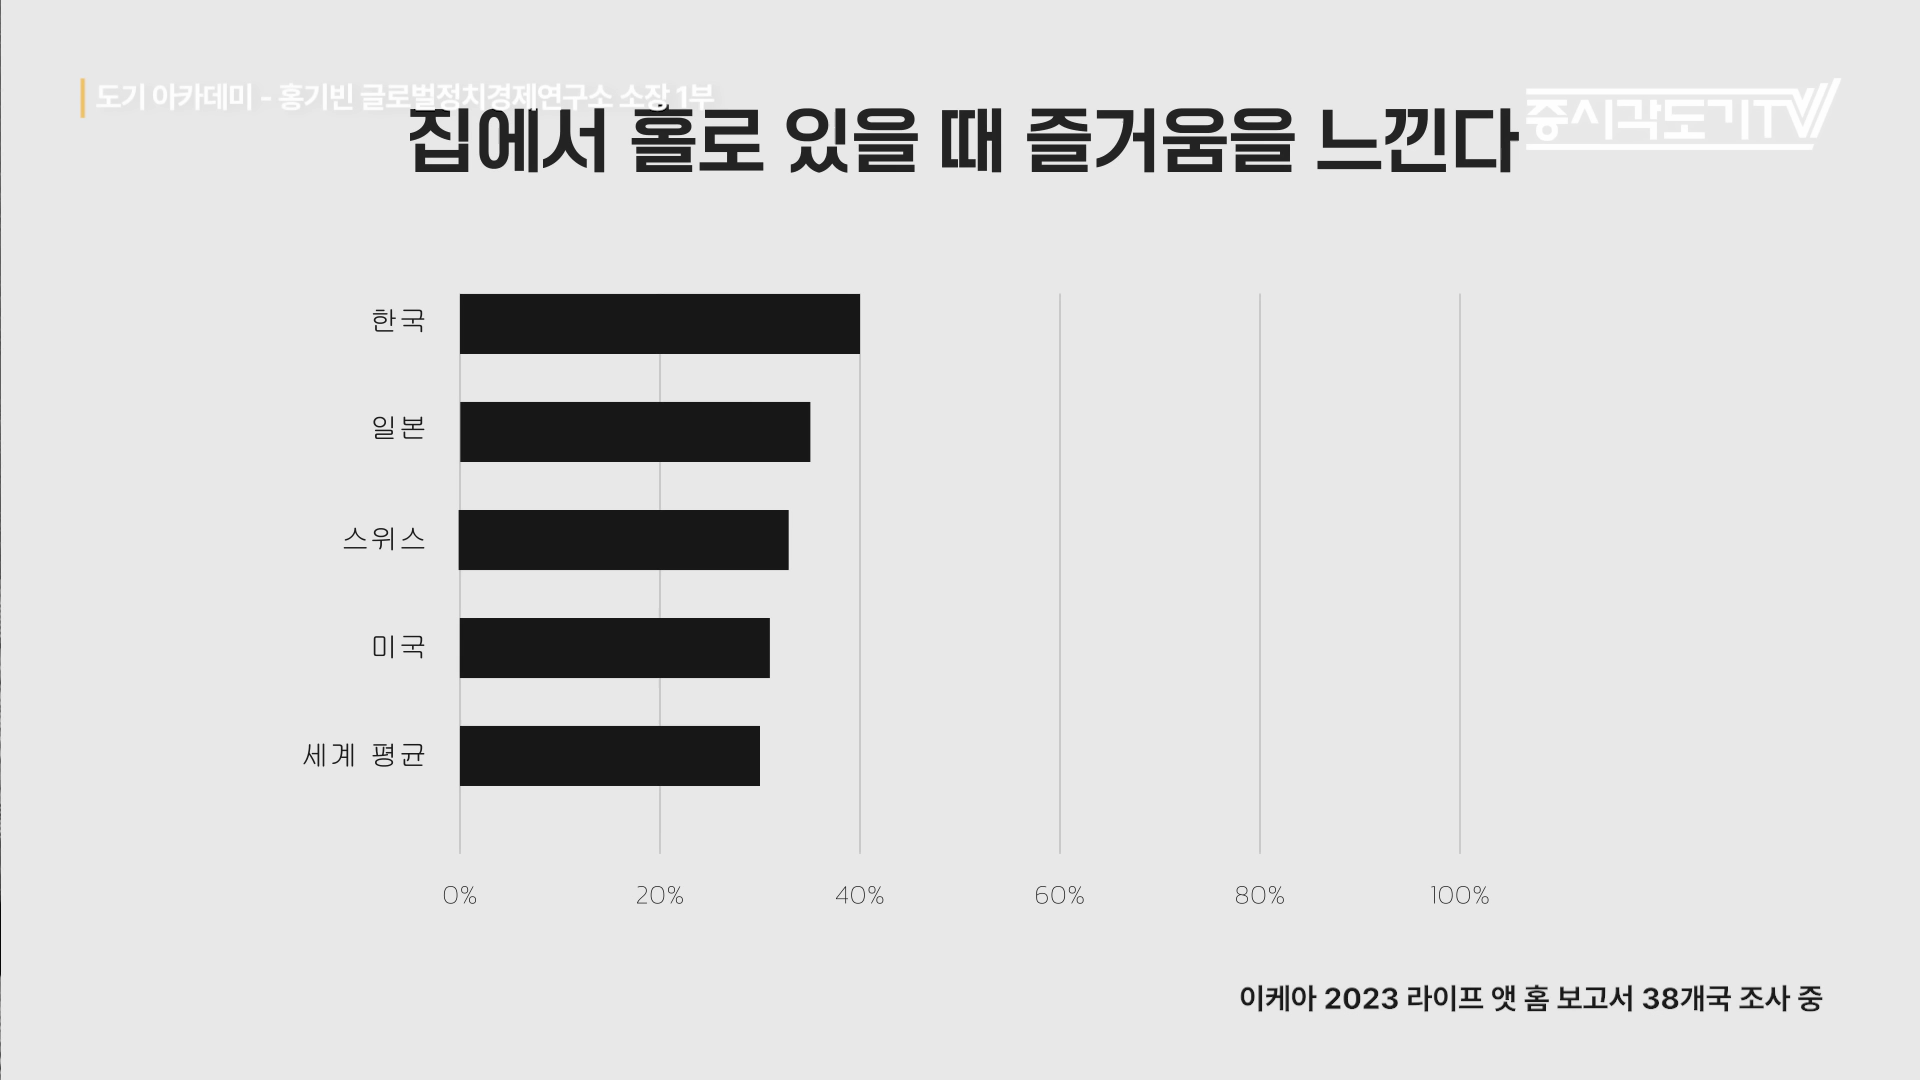 도기 아카데미 - 홍기빈 글로벌정치경제연구소 소장 1부
중시각도기TV
집에서 홀로 있을 때 즐거움을 느낀다
한국
일본
스위스
미국
세계 평균
0% 20% 40% 60% 80% 100%
이케아 2023 라이프 앳 홈 보고서 38개국 조사 중